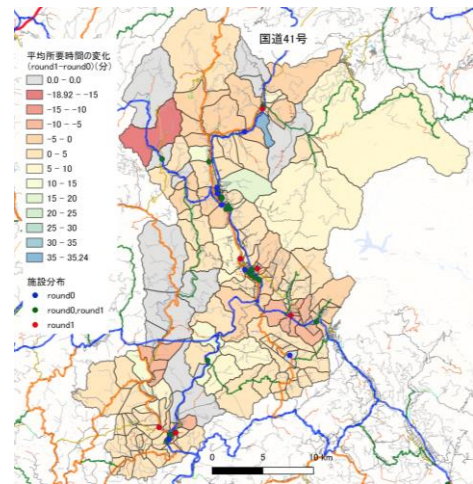 国道41号
平均所要時間の変化
(round1-round0)(分)
0.0 - 0.0
-18.92 - -15
-15 - -10
-10 - -5
-5 - 0
0 - 5
5 - 10
10 - 15
15 - 20
20 - 25
25 - 30
30 - 35
35 - 35.24
施設分布
round0
round0,round1
round1
0 5 10 km